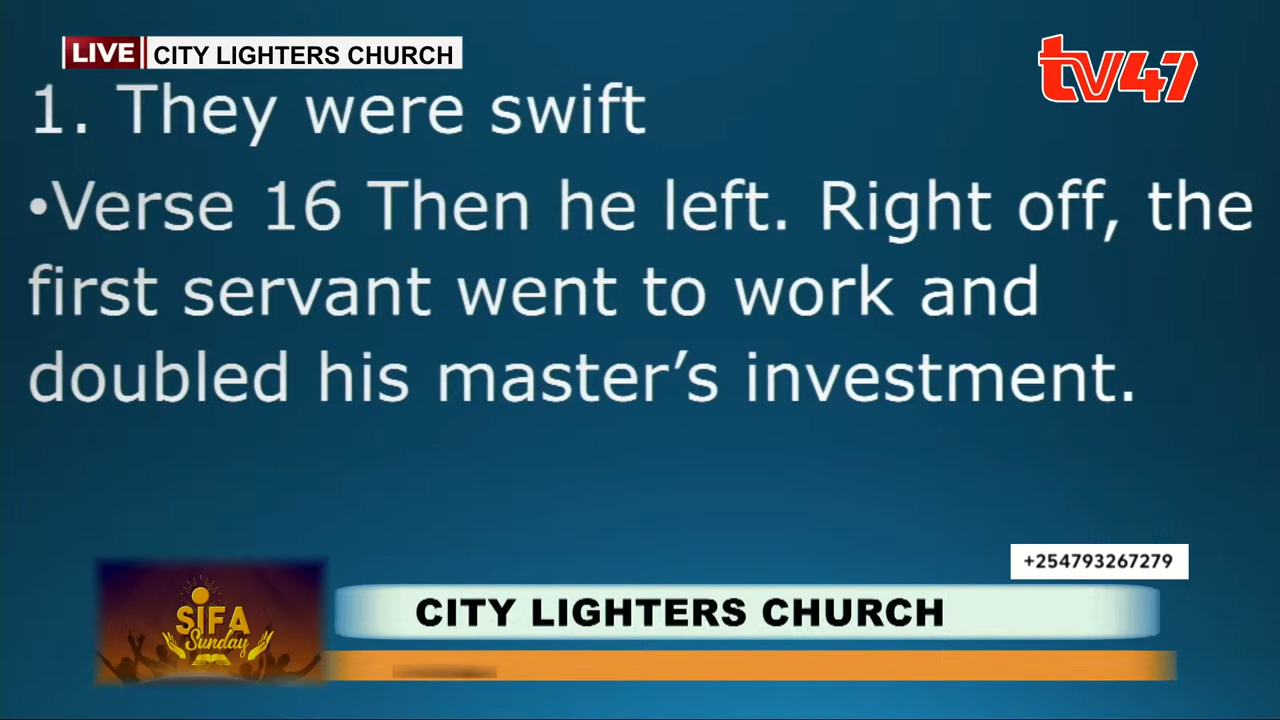 LIVE CITY LIGHTERS CHURCH
tv47
1. They were swift
•Verse 16 Then he left. Right off, the
first servant went to work and
doubled his master’s investment.
+254793267279
CITY LIGHTERS CHURCH
SIFA
Sunday